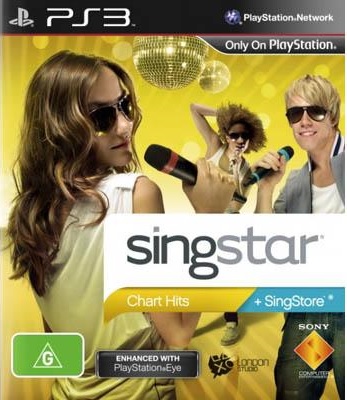 PS3
PlayStation®Network
Only On PlayStation®
singstar®
Chart Hits
+ SingStore®
G
ENHANCED WITH
PlayStation®Eye
London
STUDIO
SONY